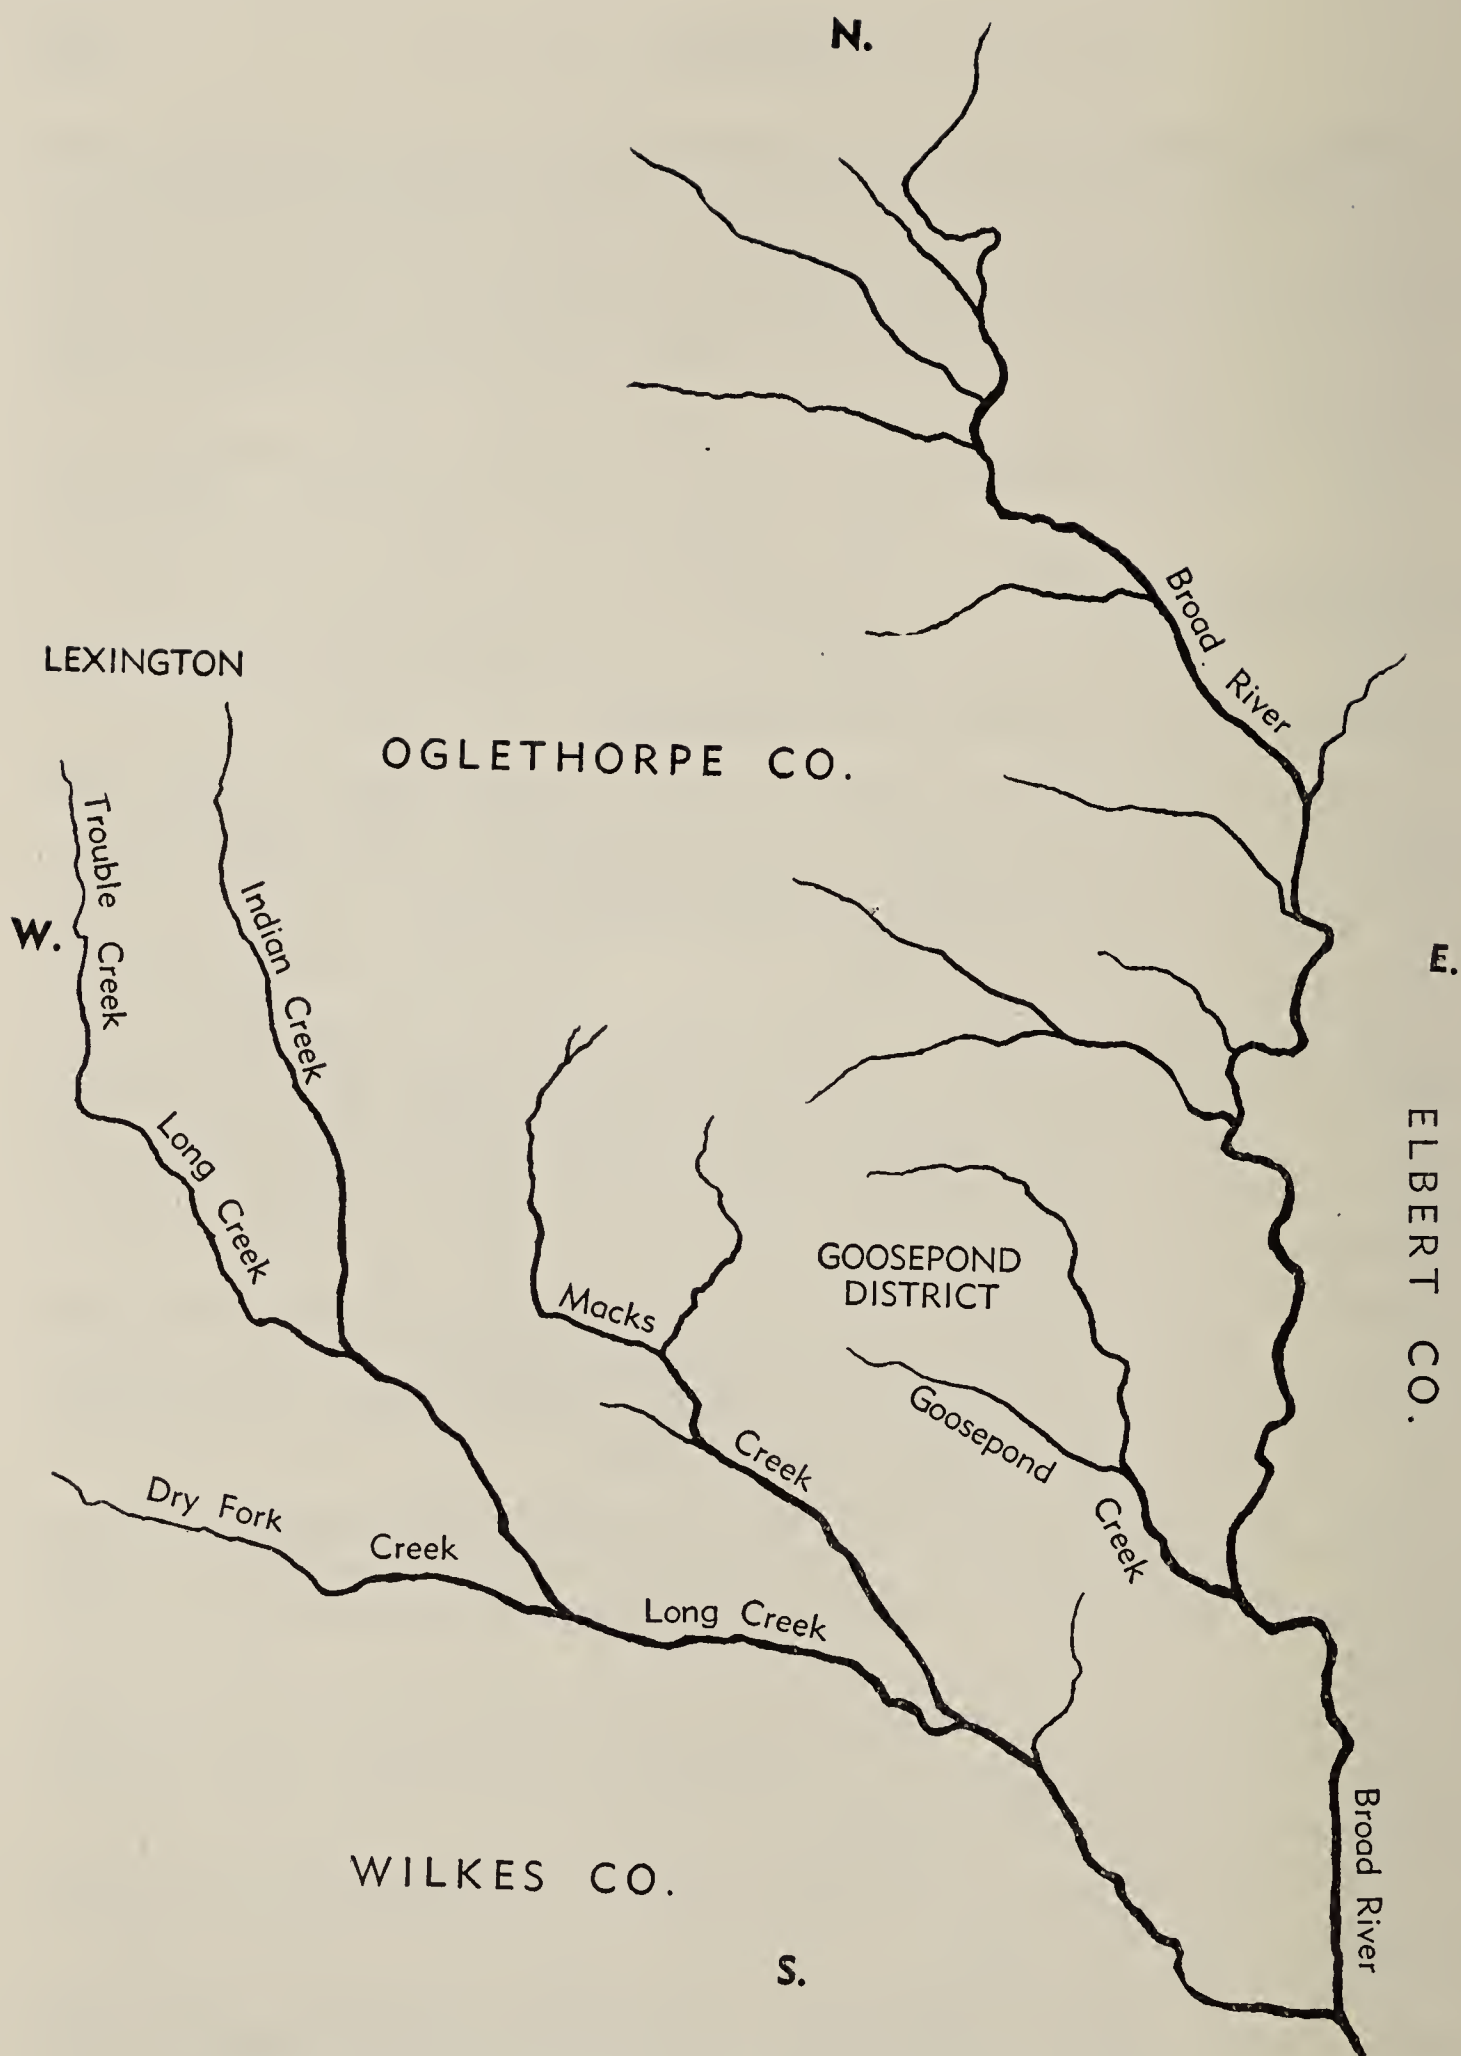 N.
Broad River
LEXINGTON
OGLETHORPE CO.
Trouble Creek
Indian Creek
W.
E.
Long Creek
ELBERT CO.
GOOSEPOND
DISTRICT
Macks Creek
Goosepond Creek
Dry Fork Creek
Long Creek
Broad River
WILKES CO.
S.